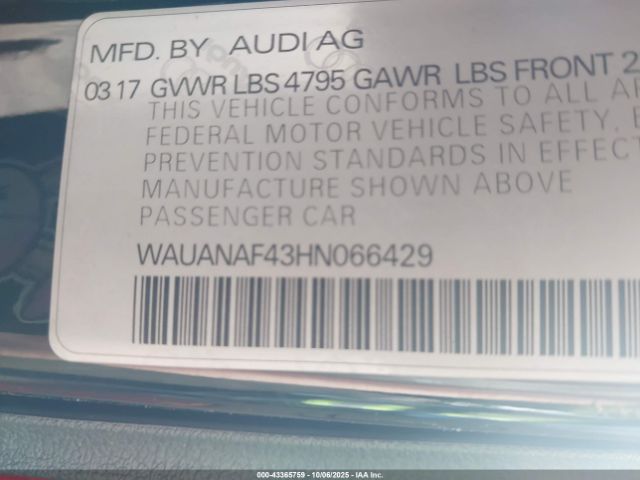 MFD. BY AUDI AG
03 17 GVWR LBS 4795 GAWR LBS FRONT 2
THIS VEHICLE CONFORMS TO ALL
FEDERAL MOTOR VEHICLE SAFETY,
PREVENTION STANDARDS IN EFFECT
MANUFACTURE SHOWN ABOVE
PASSENGER CAR
WAUANAF43HN066429
000-43365759 | 10/06/2025 | IAA Inc.